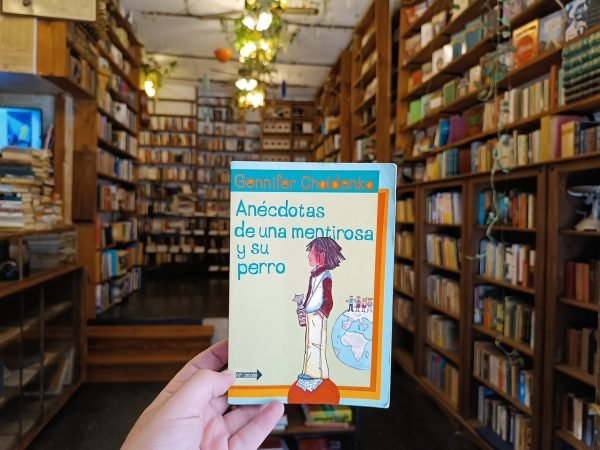 Gennifer Choldenko
Anécdotas
de una mentirosa
y su
perro